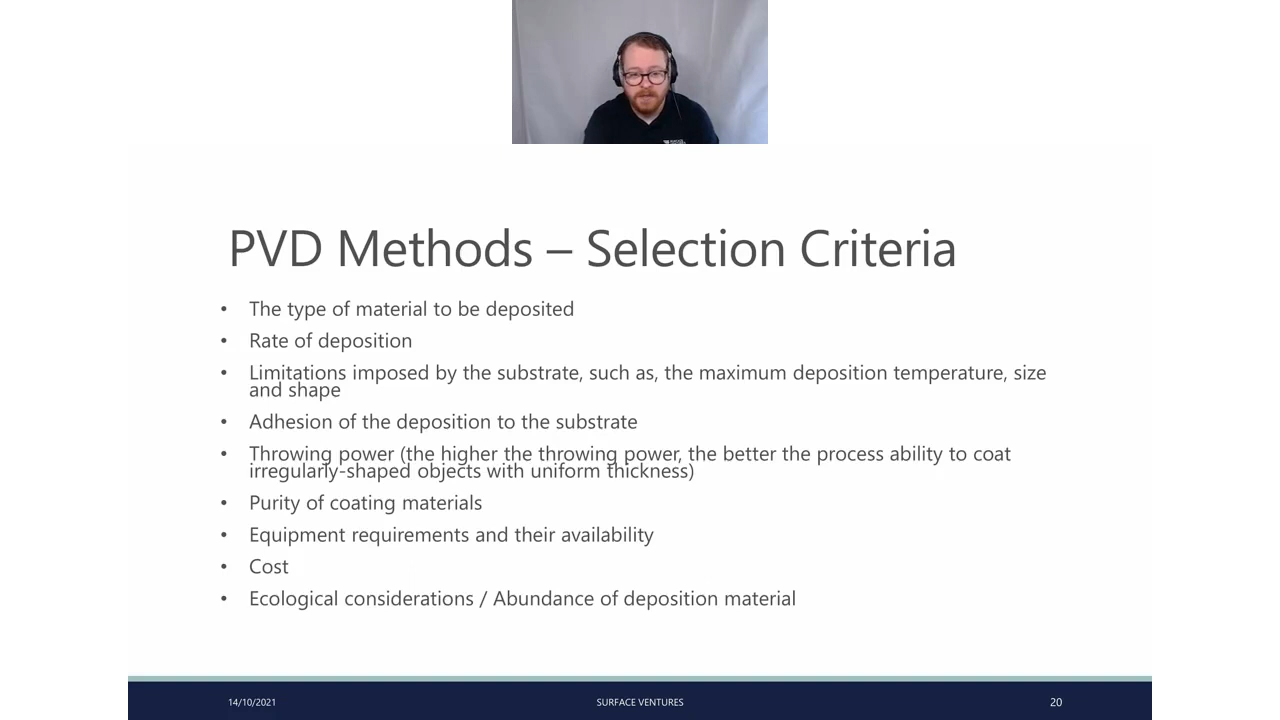 PVD Methods – Selection Criteria
• The type of material to be deposited
• Rate of deposition
• Limitations imposed by the substrate, such as, the maximum deposition temperature, size
and shape
• Adhesion of the deposition to the substrate
• Throwing power (the higher the throwing power, the better the process ability to coat
irregularly-shaped objects with uniform thickness)
• Purity of coating materials
• Equipment requirements and their availability
• Cost
• Ecological considerations / Abundance of deposition material
14/10/2021
SURFACE VENTURES
20